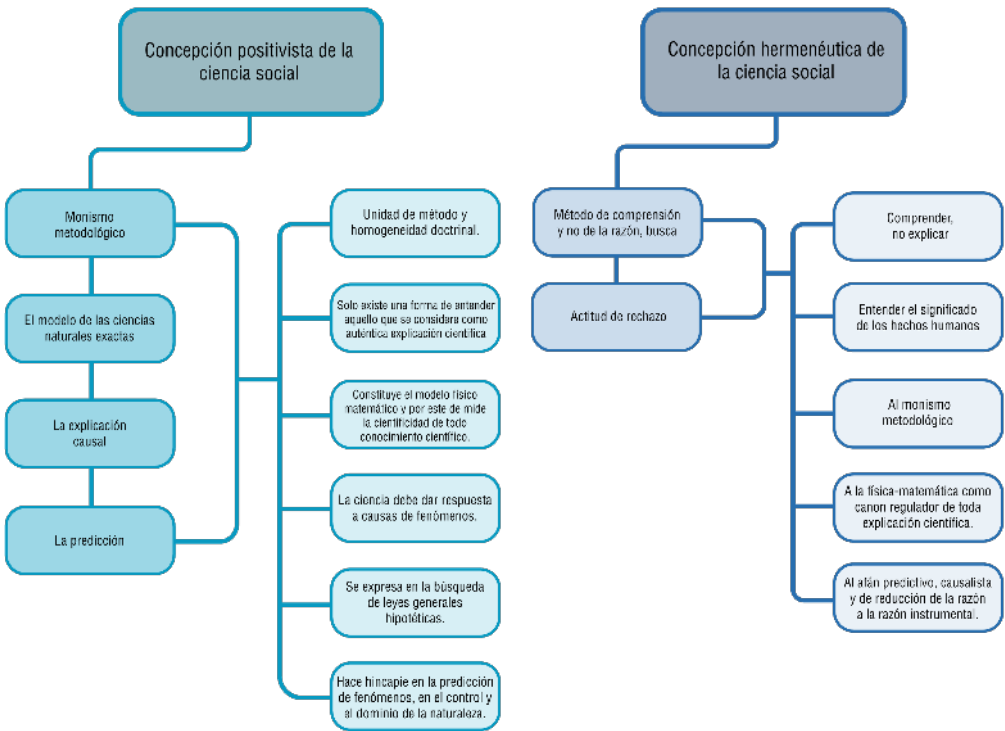 Concepción positivista de la
ciencia social
Monismo
metodológico
El modelo de las ciencias
naturales exactas
La explicación
causal
La predicción
Unidad de método y
homogeneidad doctrinal.
Solo existe una forma de entender
aquello que se considera como
auténtica explicación científica
Constituye el modelo físico
matemático y por este de mide
la cientificidad de todo
conocimiento científico.
La ciencia debe dar respuesta
a causas de fenómenos.
Se expresa en la búsqueda
de leyes generales
hipotéticas.
Hace hincapie en la predicción
de fenómenos, en el control y
el dominio de la naturaleza.
Concepción hermenéutica de
la ciencia social
Método de comprensión
y no de la razón, busca
Actitud de rechazo
Comprender,
no explicar
Entender el significado
de los hechos humanos
Al monismo
metodológico
A la física-matemática como
canon regulador de toda
explicación científica.
Al afán predictivo, causalista
y de reducción de la razón
a la razón instrumental.